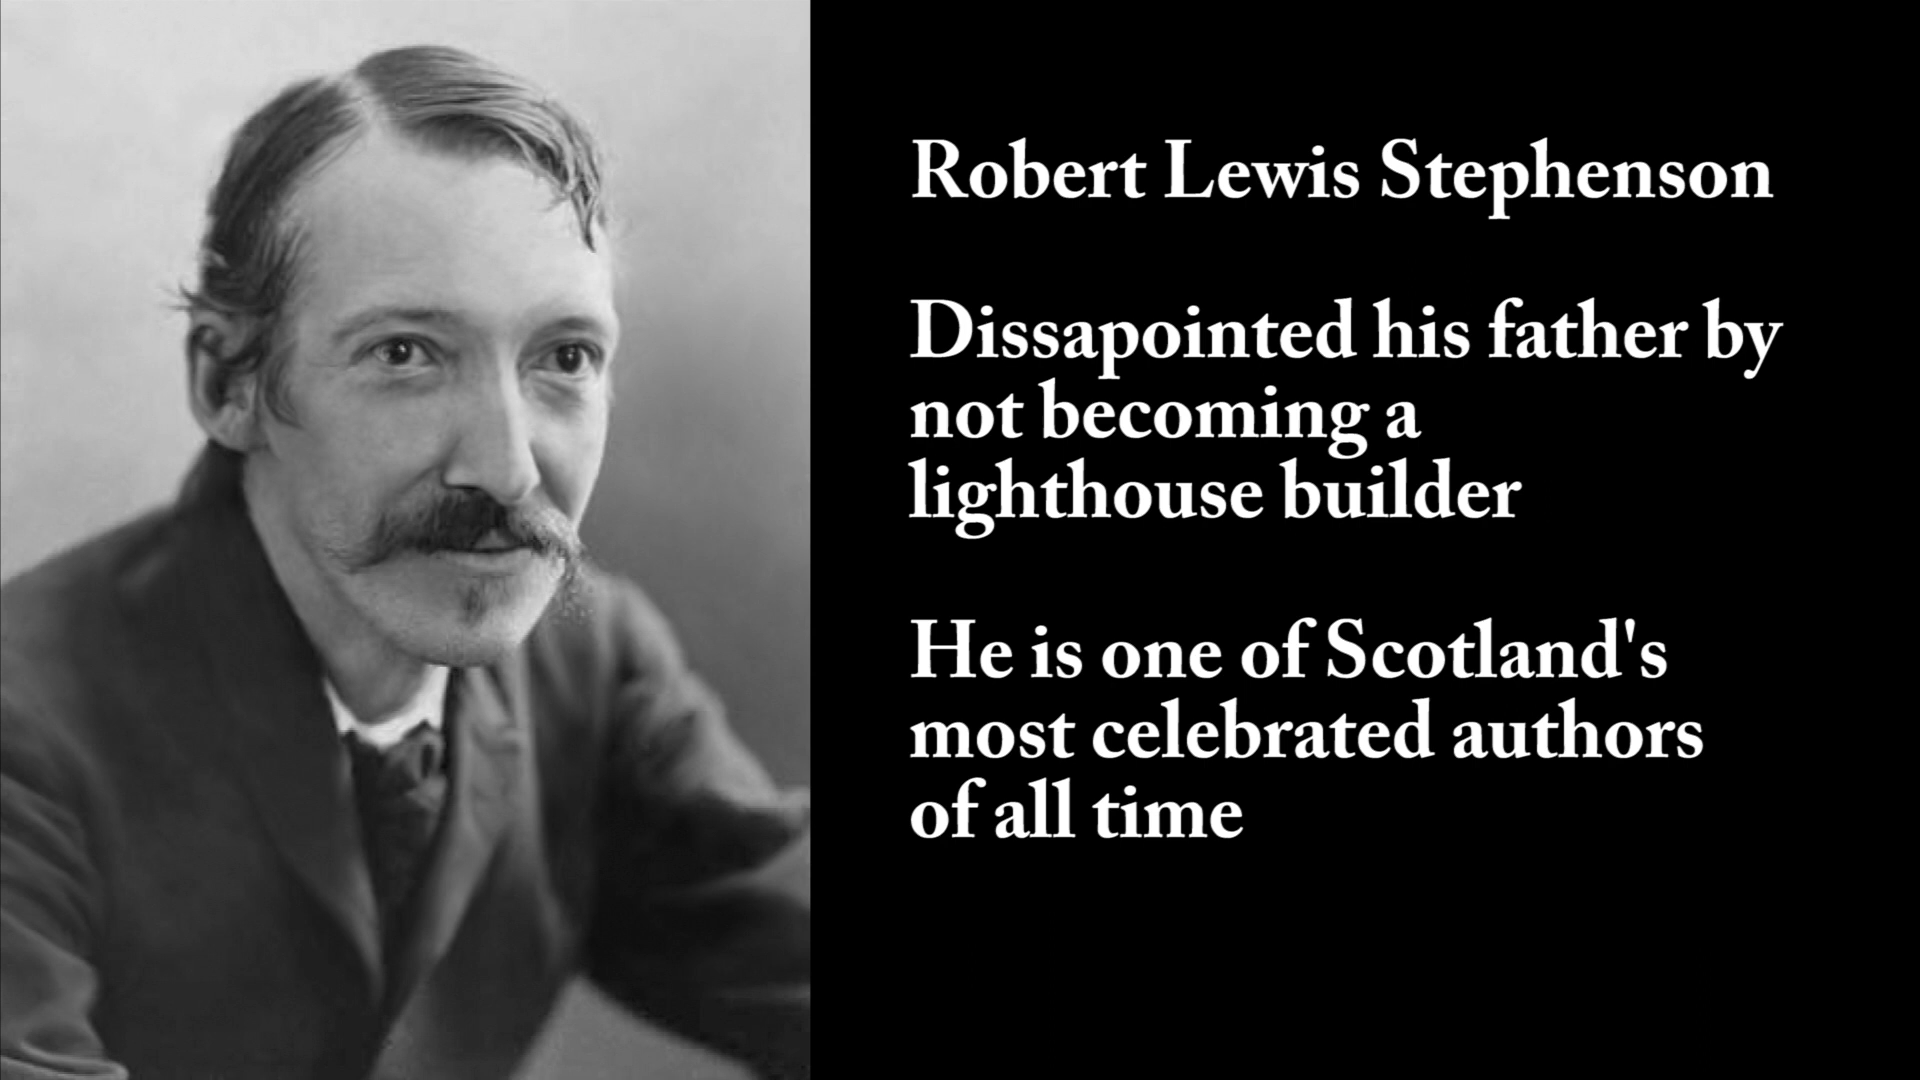 Robert Lewis Stephenson
Dissapointed his father by
not becoming a
lighthouse builder
He is one of Scotland's
most celebrated authors
of all time